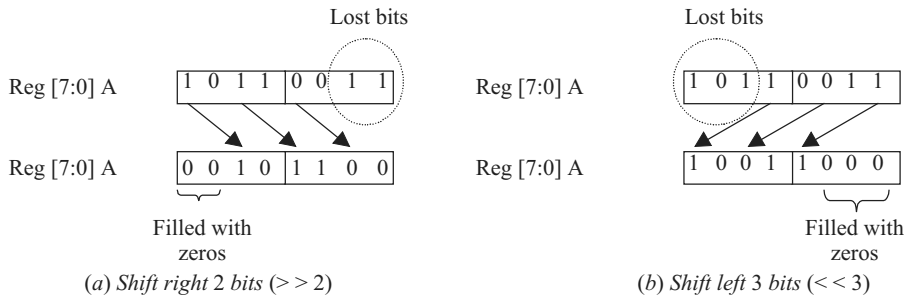 Lost bits
Reg [7:0] A
1 0 1 1 0 0 1 1
Reg [7:0] A
0 0 1 0 1 1 0 0
Filled with
zeros
(a) Shift right 2 bits (> > 2)
Lost bits
Reg [7:0] A
1 0 1 1 0 0 1 1
Reg [7:0] A
1 0 0 1 1 0 0 0
Filled with
zeros
(b) Shift left 3 bits (< < 3)